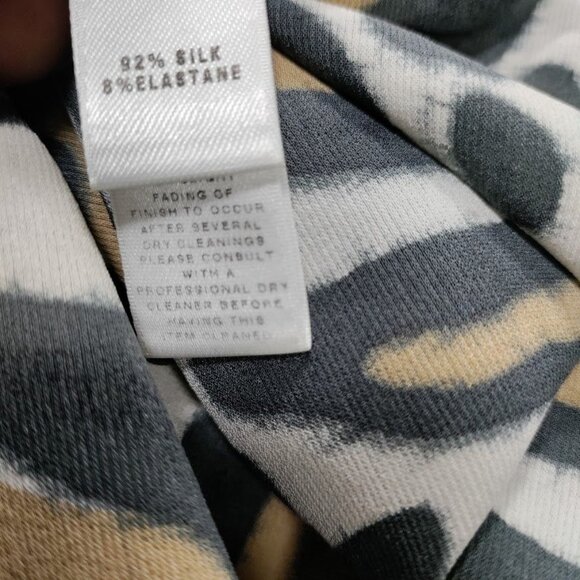 92% SILK
8%ELASTANE
SLIGHT
FADING OF
FINISH TO OCCUR
AFTER SEVERAL
DRY CLEANINGS
PLEASE CONSULT
WITH A
PROFESSIONAL DRY
CLEANER BEFORE
HAVING THIS
ITEM CLEANED